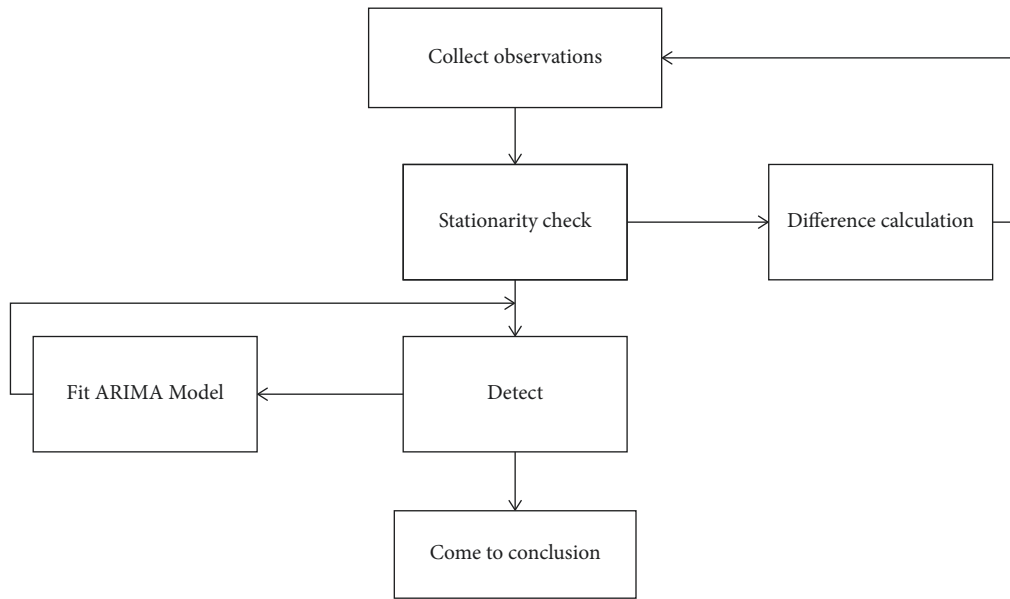 Collect observations
Stationarity check
Difference calculation
Fit ARIMA Model
Detect
Come to conclusion